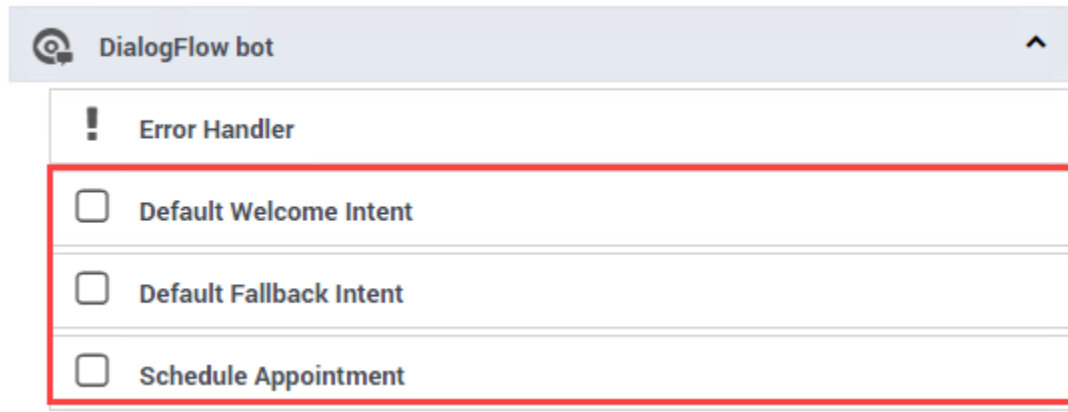 DialogFlow bot
Error Handler
Default Welcome Intent
Default Fallback Intent
Schedule Appointment